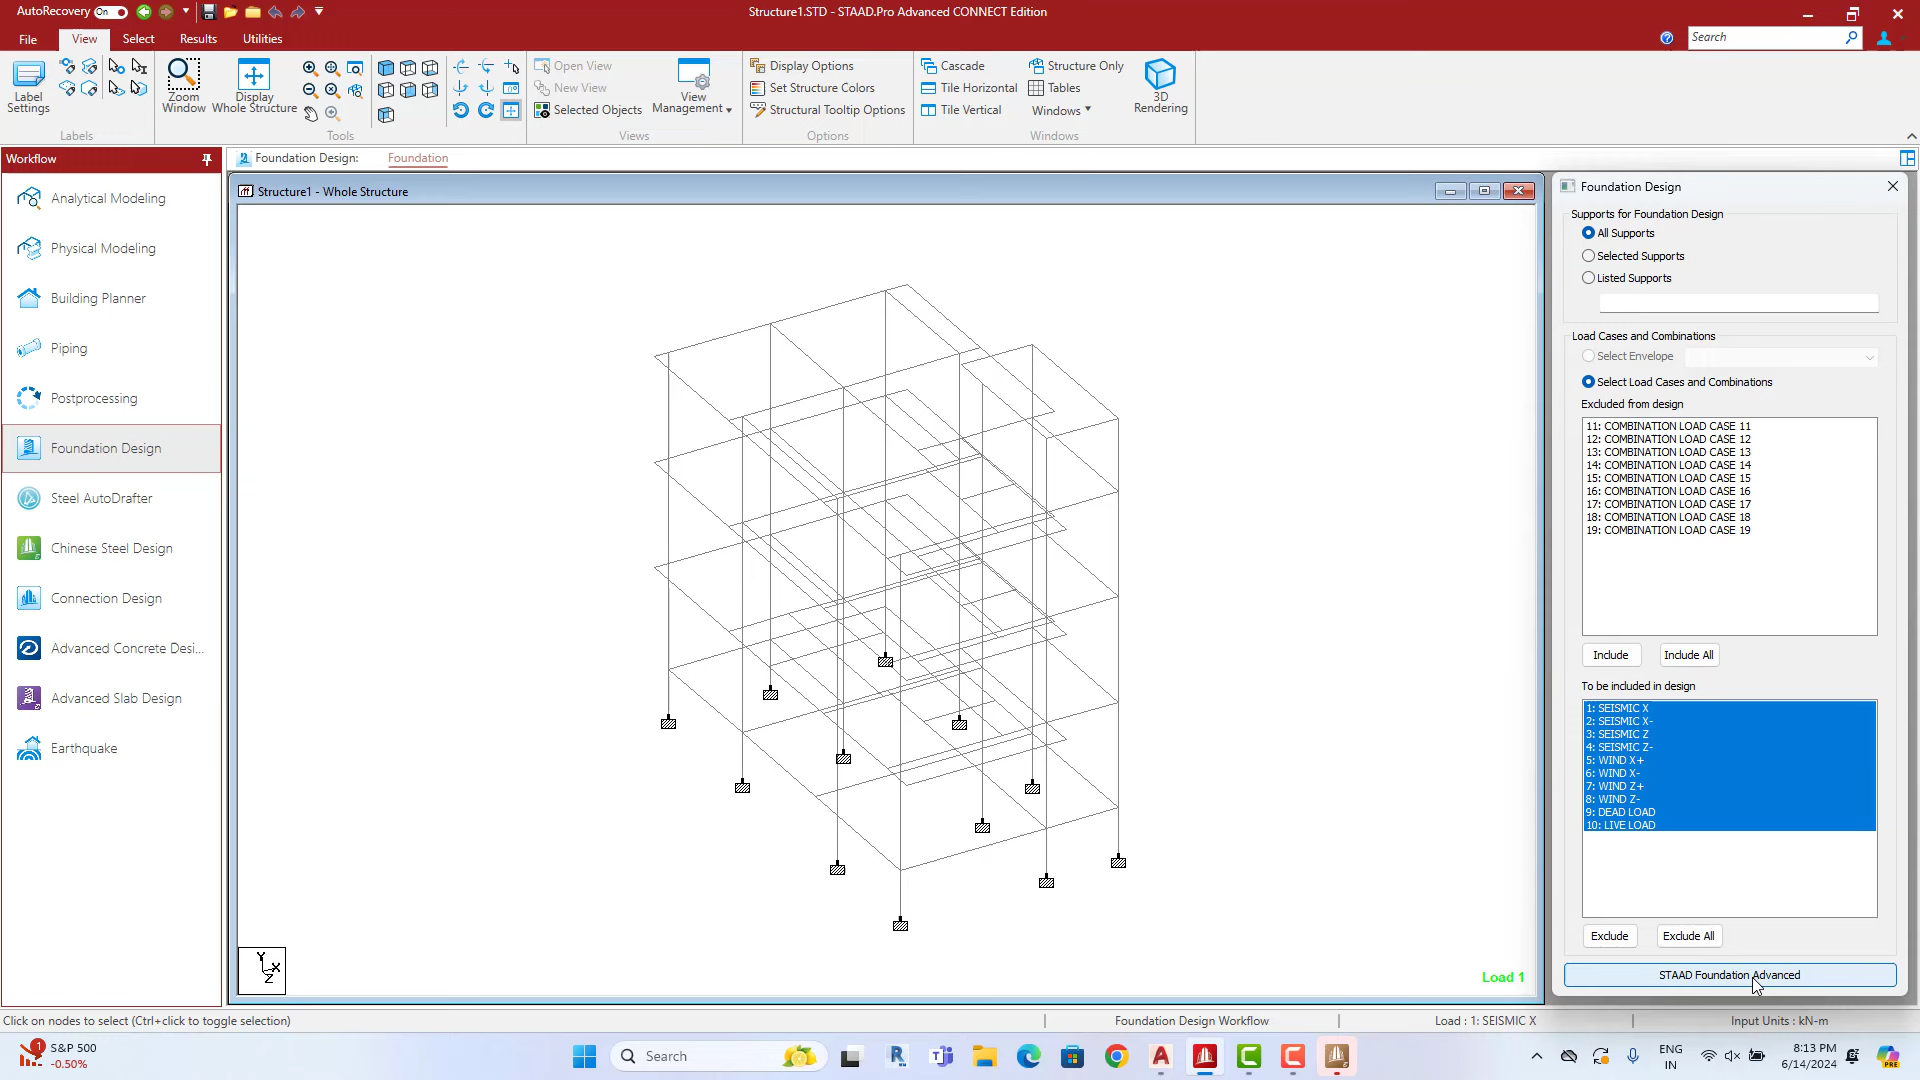 AutoRecovery On
Structure1.STD - STAAD.Pro Advanced CONNECT Edition
File
View
Select
Results
Utilities
Search
Label Settings
Labels
Zoom Window
Display Whole Structure
Tools
Open View
New View
Selected Objects
View Management
Views
Display Options
Set Structure Colors
Structural Tooltip Options
Options
Cascade
Tile Horizontal
Tile Vertical
Structure Only
Tables
Windows
Windows
3D Rendering
Workflow
Analytical Modeling
Physical Modeling
Building Planner
Piping
Postprocessing
Foundation Design
Steel AutoDrafter
Chinese Steel Design
Connection Design
Advanced Concrete Desi...
Advanced Slab Design
Earthquake
Foundation Design:
Foundation
Structure1 - Whole Structure
Y
X
Z
Load 1
Foundation Design
Supports for Foundation Design
All Supports
Selected Supports
Listed Supports
Load Cases and Combinations
Select Envelope
Select Load Cases and Combinations
Excluded from design
11: COMBINATION LOAD CASE 11
12: COMBINATION LOAD CASE 12
13: COMBINATION LOAD CASE 13
14: COMBINATION LOAD CASE 14
15: COMBINATION LOAD CASE 15
16: COMBINATION LOAD CASE 16
17: COMBINATION LOAD CASE 17
18: COMBINATION LOAD CASE 18
19: COMBINATION LOAD CASE 19
Include
Include All
To be included in design
1: SEISMIC X
2: SEISMIC X-
3: SEISMIC Z
4: SEISMIC Z-
5: WIND X+
6: WIND X-
7: WIND Z+
8: WIND Z-
9: DEAD LOAD
10: LIVE LOAD
Exclude
Exclude All
STAAD Foundation Advanced
Click on nodes to select (Ctrl+click to toggle selection)
Foundation Design Workflow
Load : 1: SEISMIC X
Input Units : kN-m
1
S&P 500
-0.50%
Search
ENG
IN
8:13 PM
6/14/2024
PRE